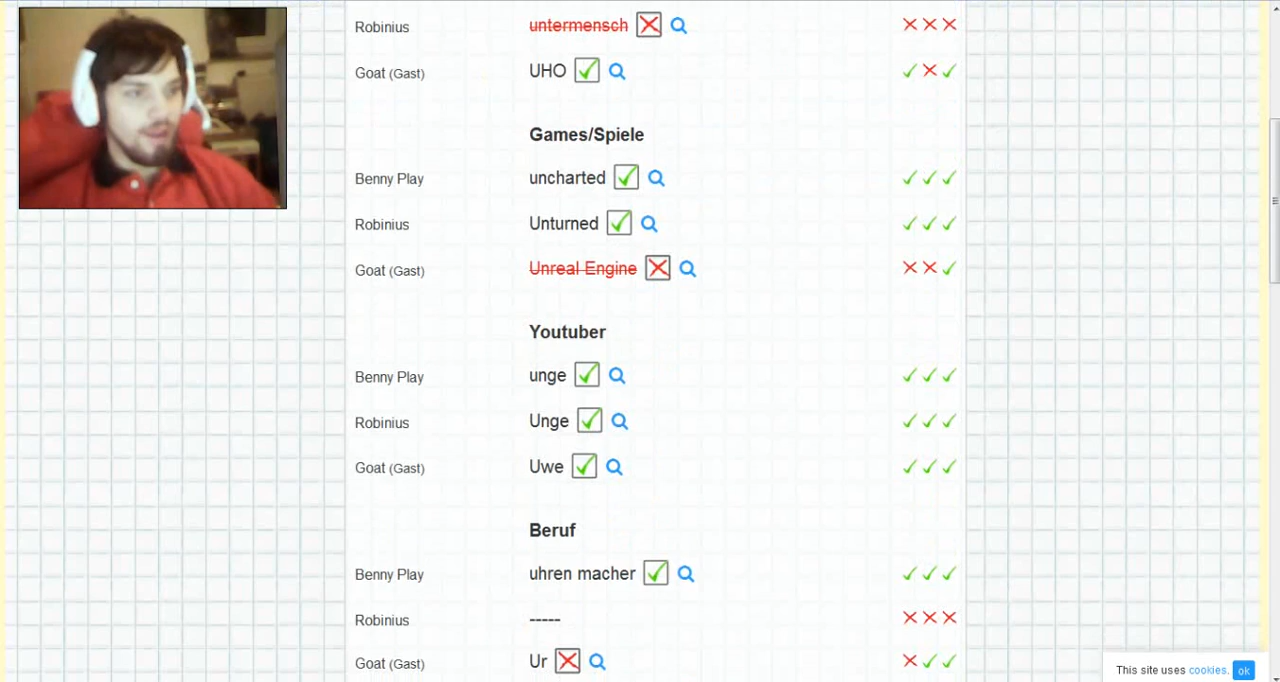 Robinius untermensch
Goat (Gast) UHO
Games/Spiele
Benny Play uncharted
Robinius Unturned
Goat (Gast) Unreal Engine
Youtuber
Benny Play unge
Robinius Unge
Goat (Gast) Uwe
Beruf
Benny Play uhren macher
Robinius -----
Goat (Gast) Ur
This site uses cookies. ok